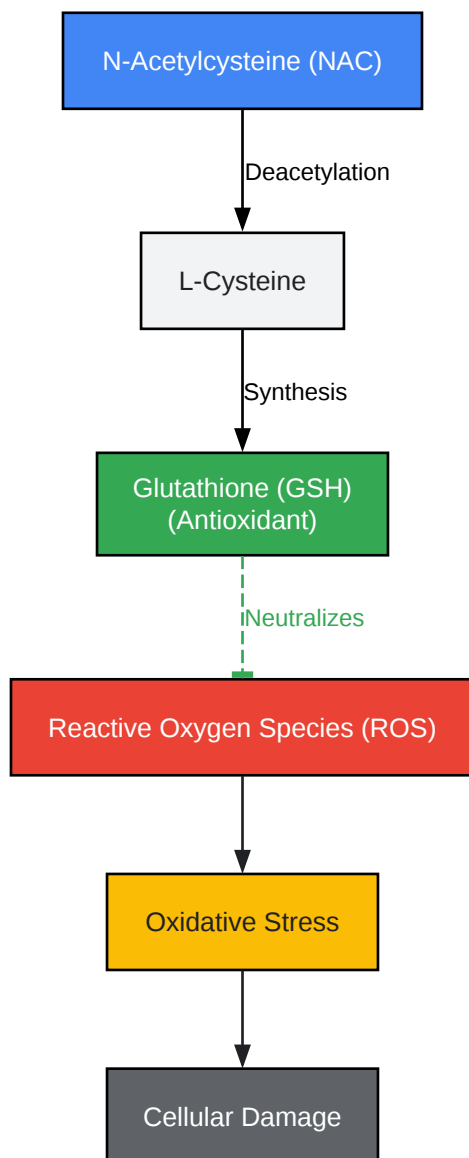 N-Acetylcysteine (NAC)
Deacetylation
L-Cysteine
Synthesis
Glutathione (GSH)
(Antioxidant)
Neutralizes
Reactive Oxygen Species (ROS)
Oxidative Stress
Cellular Damage